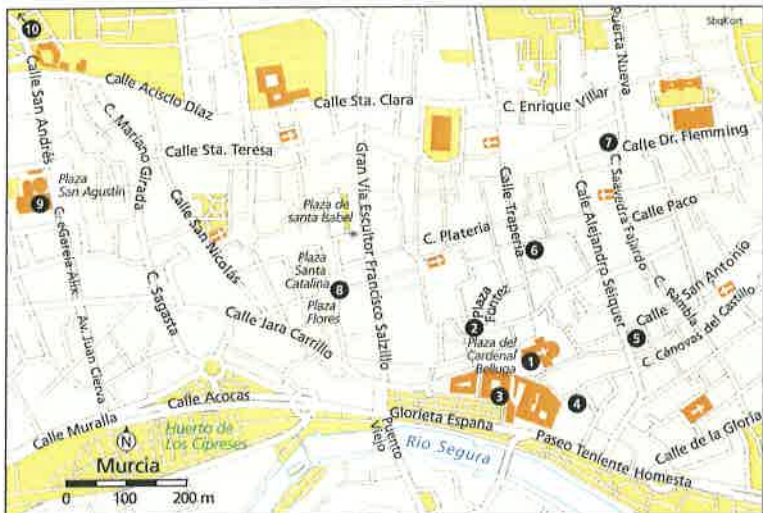 SbqKort
10
Calle San Andrés
Calle Acisclo Díaz
C. Mariano Girada
Calle Sta. Clara
C. Enrique Villar
Puerta Nueva
7
Calle Dr. Flemming
Calle Sta. Teresa
Plaza
San Agustín
9
Gran Vía Escultor Francisco Salzillo
Plaza de
santa Isabel
Calle Traperia
Calle Alejandro Séiquer
C. Saavedra Fajardo
Calle Paco
Calle San Nicolás
C. Plateria
6
Plaza
Santa
Catalina
8
Plaza
Flores
C. Sagasta
Av. Juan Cierva
Calle Jara Carrillo
Plaza
Fontez
2
Plaza del
Cardenal
Belluga
1
C. Rambla
Calle San Antonio
5
C. Cánovas del Castillo
3
4
Calle Acocas
Calle Muralla
Huerto de
Los Cipreses
Puento
Viejo
Glorieta España
Río Segura
Paseo Teniente Homesta
Calle de la Gloria
N
Murcia
0 100 200 m